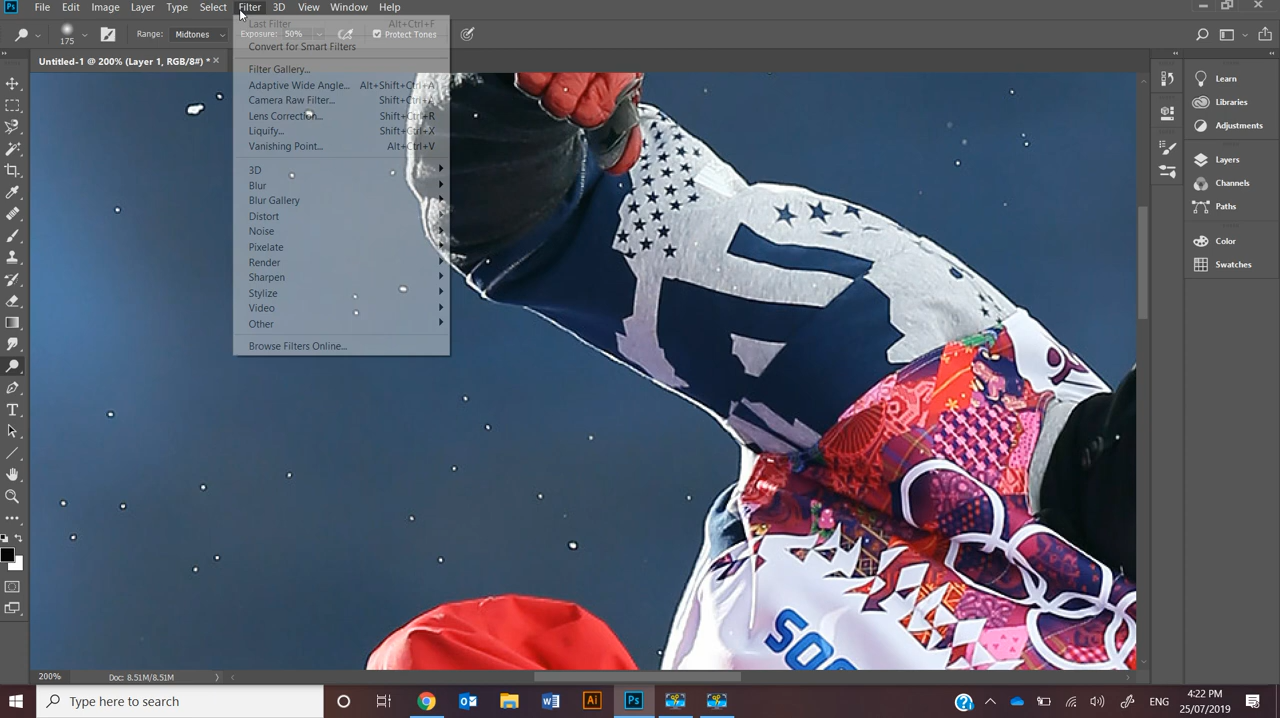 Ps File Edit Image Layer Type Select Filter 3D View Window Help
175 Range: Midtones Exposure: 50% Protect Tones
Untitled-1 @ 200% (Layer 1, RGB/8#) * ×
Last Filter Alt+Ctrl+F
Convert for Smart Filters
Filter Gallery...
Adaptive Wide Angle... Alt+Shift+Ctrl+A
Camera Raw Filter... Shift+Ctrl+A
Lens Correction... Shift+Ctrl+R
Liquify... Shift+Ctrl+X
Vanishing Point... Alt+Ctrl+V
3D
Blur
Blur Gallery
Distort
Noise
Pixelate
Render
Sharpen
Stylize
Video
Other
Browse Filters Online...
Learn
Libraries
Adjustments
Layers
Channels
Paths
Color
Swatches
200% Doc: 8.51M/8.51M
Type here to search
Ai Ps
ENG
4:22 PM
25/07/2019